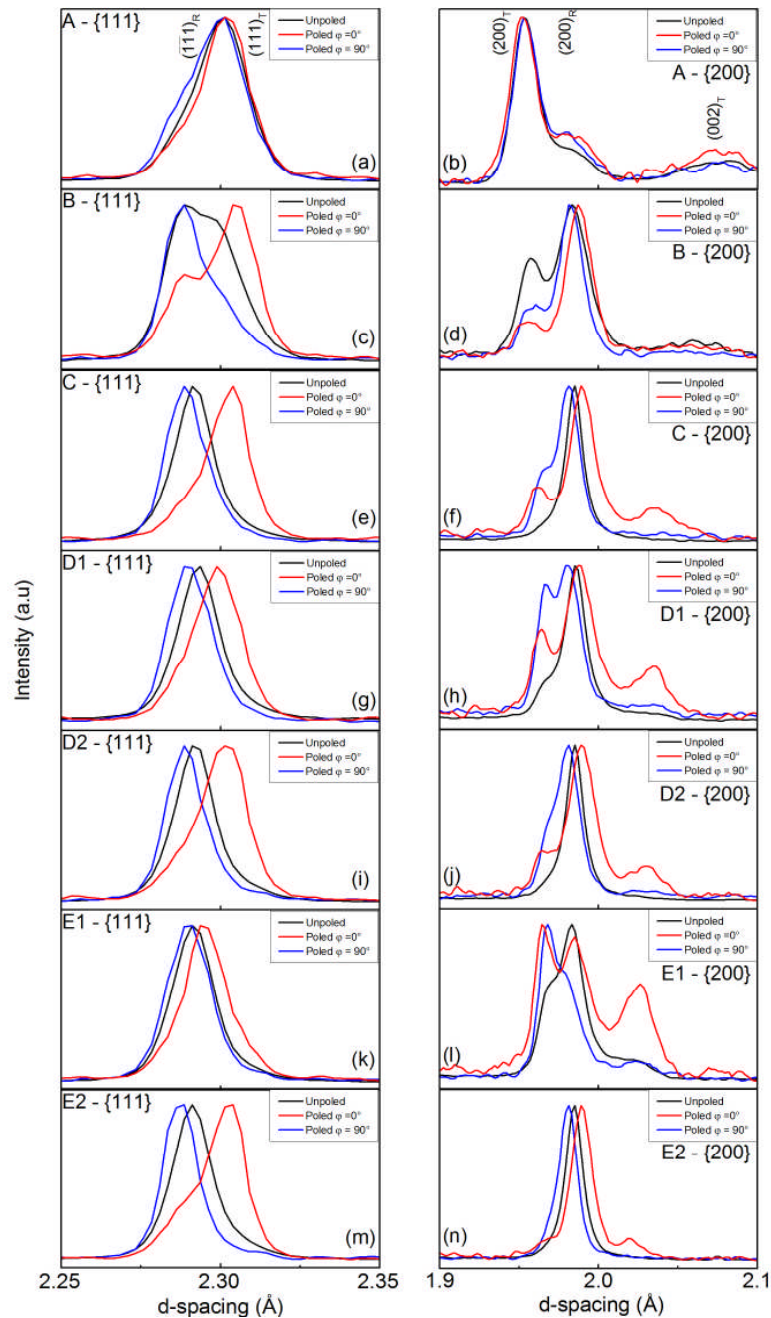 A - {111}
(1̄11)R
(111)T
Unpoled
Poled φ =0°
Poled φ = 90°
(a)
(200)T
(200)R
Unpoled
Poled φ =0°
Poled φ = 90°
A - {200}
(002)T
(b)
B - {111}
Unpoled
Poled φ =0°
Poled φ = 90°
(c)
Unpoled
Poled φ =0°
Poled φ = 90°
B - {200}
(d)
C - {111}
Unpoled
Poled φ =0°
Poled φ = 90°
(e)
Unpoled
Poled φ =0°
Poled φ = 90°
C - {200}
(f)
D1 - {111}
Unpoled
Poled φ =0°
Poled φ = 90°
(g)
Unpoled
Poled φ =0°
Poled φ = 90°
D1 - {200}
(h)
Intensity (a.u)
D2 - {111}
Unpoled
Poled φ =0°
Poled φ = 90°
(i)
Unpoled
Poled φ =0°
Poled φ = 90°
D2 - {200}
(j)
E1 - {111}
Unpoled
Poled φ =0°
Poled φ = 90°
(k)
Unpoled
Poled φ =0°
Poled φ = 90°
E1 - {200}
(l)
E2 - {111}
Unpoled
Poled φ =0°
Poled φ = 90°
(m)
Unpoled
Poled φ =0°
Poled φ = 90°
E2 - {200}
(n)
2.25 2.30 2.35
1.9 2.0 2.1
d-spacing (Å)
d-spacing (Å)